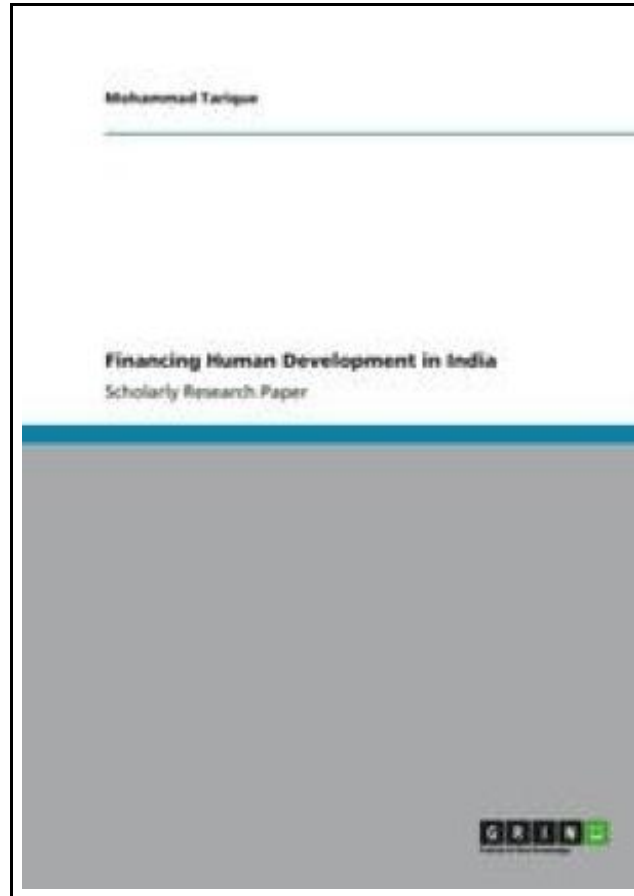 Mohammad Tarique
Financing Human Development in India
Scholarly Research Paper
GRIN